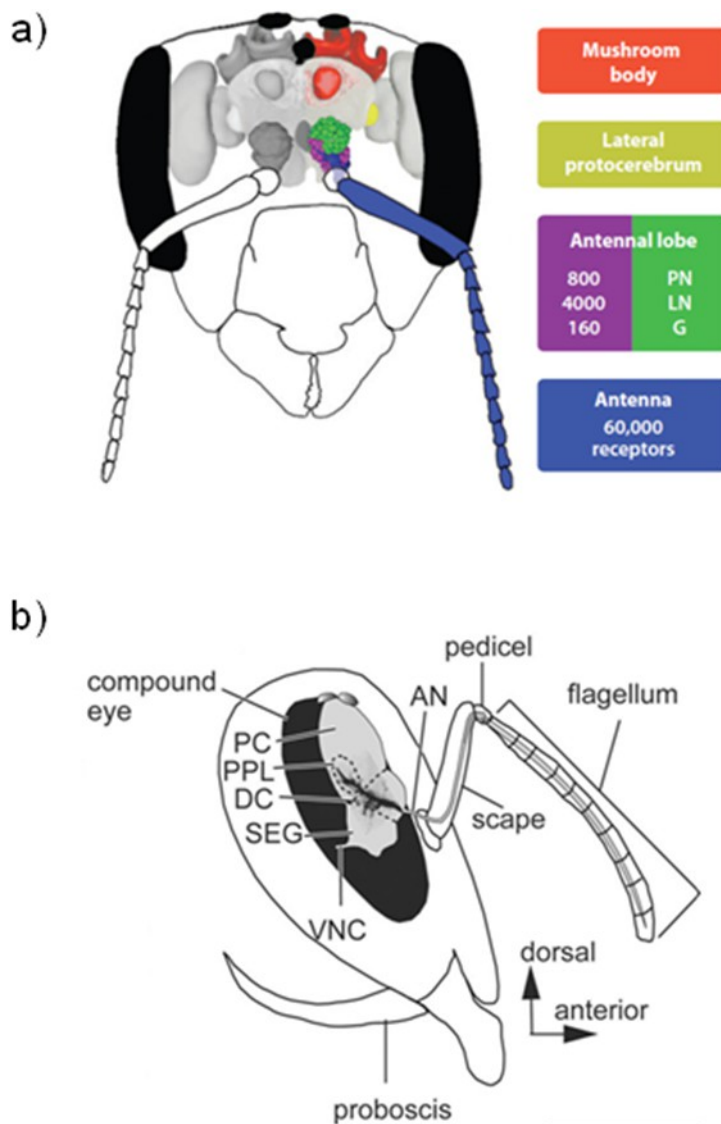 a)
Mushroom
body
Lateral
protocerebrum
Antennal lobe
800 PN
4000 LN
160 G
Antenna
60,000
receptors
b)
pedicel
compound
eye
AN
flagellum
PC
PPL
DC
scape
SEG
VNC
dorsal
anterior
proboscis